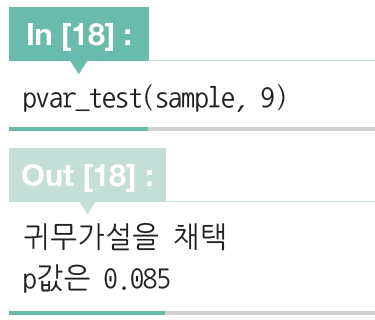 In [18] :
pvar_test(sample, 9)
Out [18] :
귀무가설을 채택
p값은 0.085